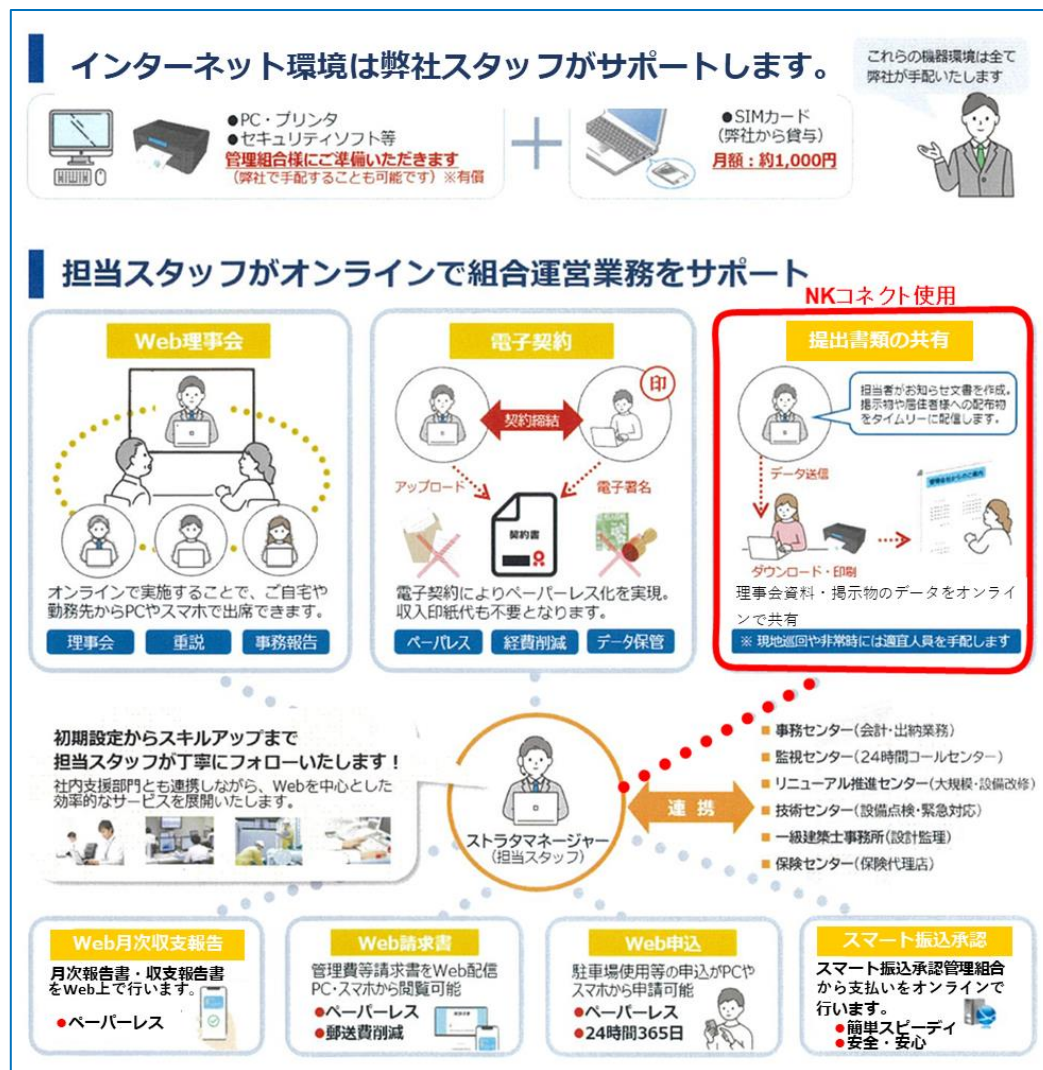 インターネット環境は弊社スタッフがサポートします。
これらの機器環境は全て
弊社が手配いたします
●PC・プリンタ
●セキュリティソフト等
管理組合様にご準備いただきます
(弊社で手配することも可能です)※有償
●SIMカード
(弊社から貸与)
月額：約1,000円
担当スタッフがオンラインで組合運営業務をサポート
NKコネクト使用
Web理事会
オンラインで実施することで、ご自宅や
勤務先からPCやスマホで出席できます。
理事会
重説
事務報告
電子契約
印
契約締結
アップロード
電子署名
契約書
電子契約によりペーパーレス化を実現。
収入印紙代も不要となります。
ペーパレス
経費削減
データ保管
提出書類の共有
担当者がお知らせ文書を作成。
掲示物や居住者様への配布物
をタイムリーに配信します。
データ送信
管理会社からのご案内
ダウンロード・印刷
理事会資料・掲示物のデータをオンライ
ンで共有
※ 現地巡回や非常時には適宜人員を手配します
初期設定からスキルアップまで
担当スタッフが丁寧にフォローいたします！
社内支援部門とも連携しながら、Webを中心とした
効率的なサービスを展開いたします。
ストラタマネージャー
(担当スタッフ)
連携
■ 事務センター(会計・出納業務)
■ 監視センター(24時間コールセンター)
■ リニューアル推進センター(大規模・設備改修)
■ 技術センター(設備点検・緊急対応)
■ 一級建築士事務所(設計監理)
■ 保険センター(保険代理店)
Web月次収支報告
月次報告書・収支報告書
をWeb上で行います。
●ペーパーレス
Web請求書
管理費等請求書をWeb配信
PC・スマホから閲覧可能
●ペーパーレス
●郵送費削減
Web申込
駐車場使用等の申込がPCや
スマホから申請可能
●ペーパーレス
●24時間365日
スマート振込承認
スマート振込承認管理組合
から支払いをオンラインで
行います。
●簡単スピーディ
●安全・安心